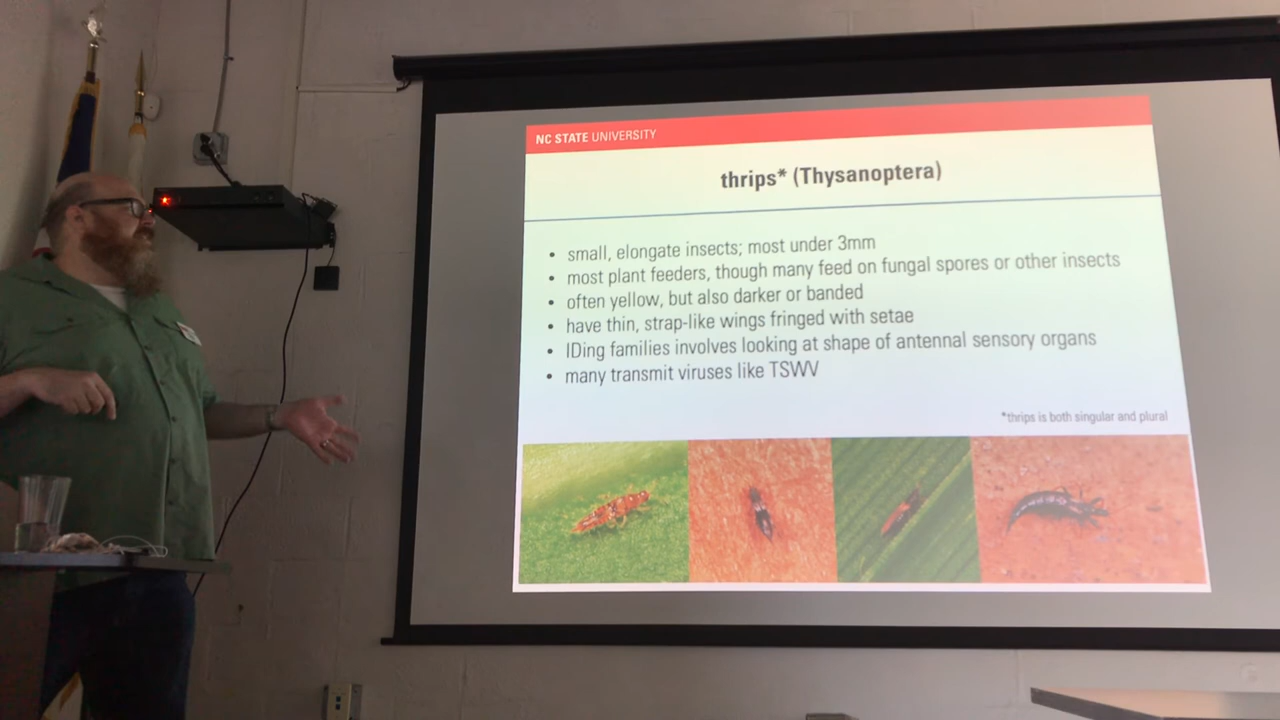 NC STATE UNIVERSITY
thrips* (Thysanoptera)
• small, elongate insects; most under 3mm
• most plant feeders, though many feed on fungal spores or other insects
• often yellow, but also darker or banded
• have thin, strap-like wings fringed with setae
• IDing families involves looking at shape of antennal sensory organs
• many transmit viruses like TSWV
*thrips is both singular and plural